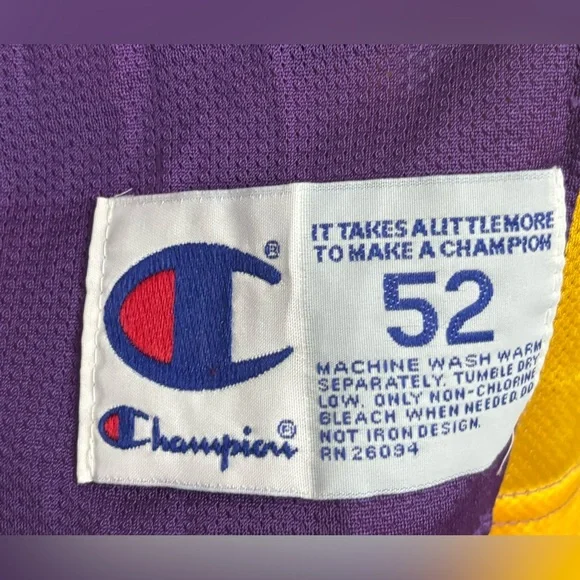 ®
Champion®
IT TAKES A LITTLE MORE
TO MAKE A CHAMPION
52
MACHINE WASH WARM
SEPARATELY. TUMBLE DRY
LOW. ONLY NON-CHLORINE
BLEACH WHEN NEEDED. DO
NOT IRON DESIGN.
RN 26094